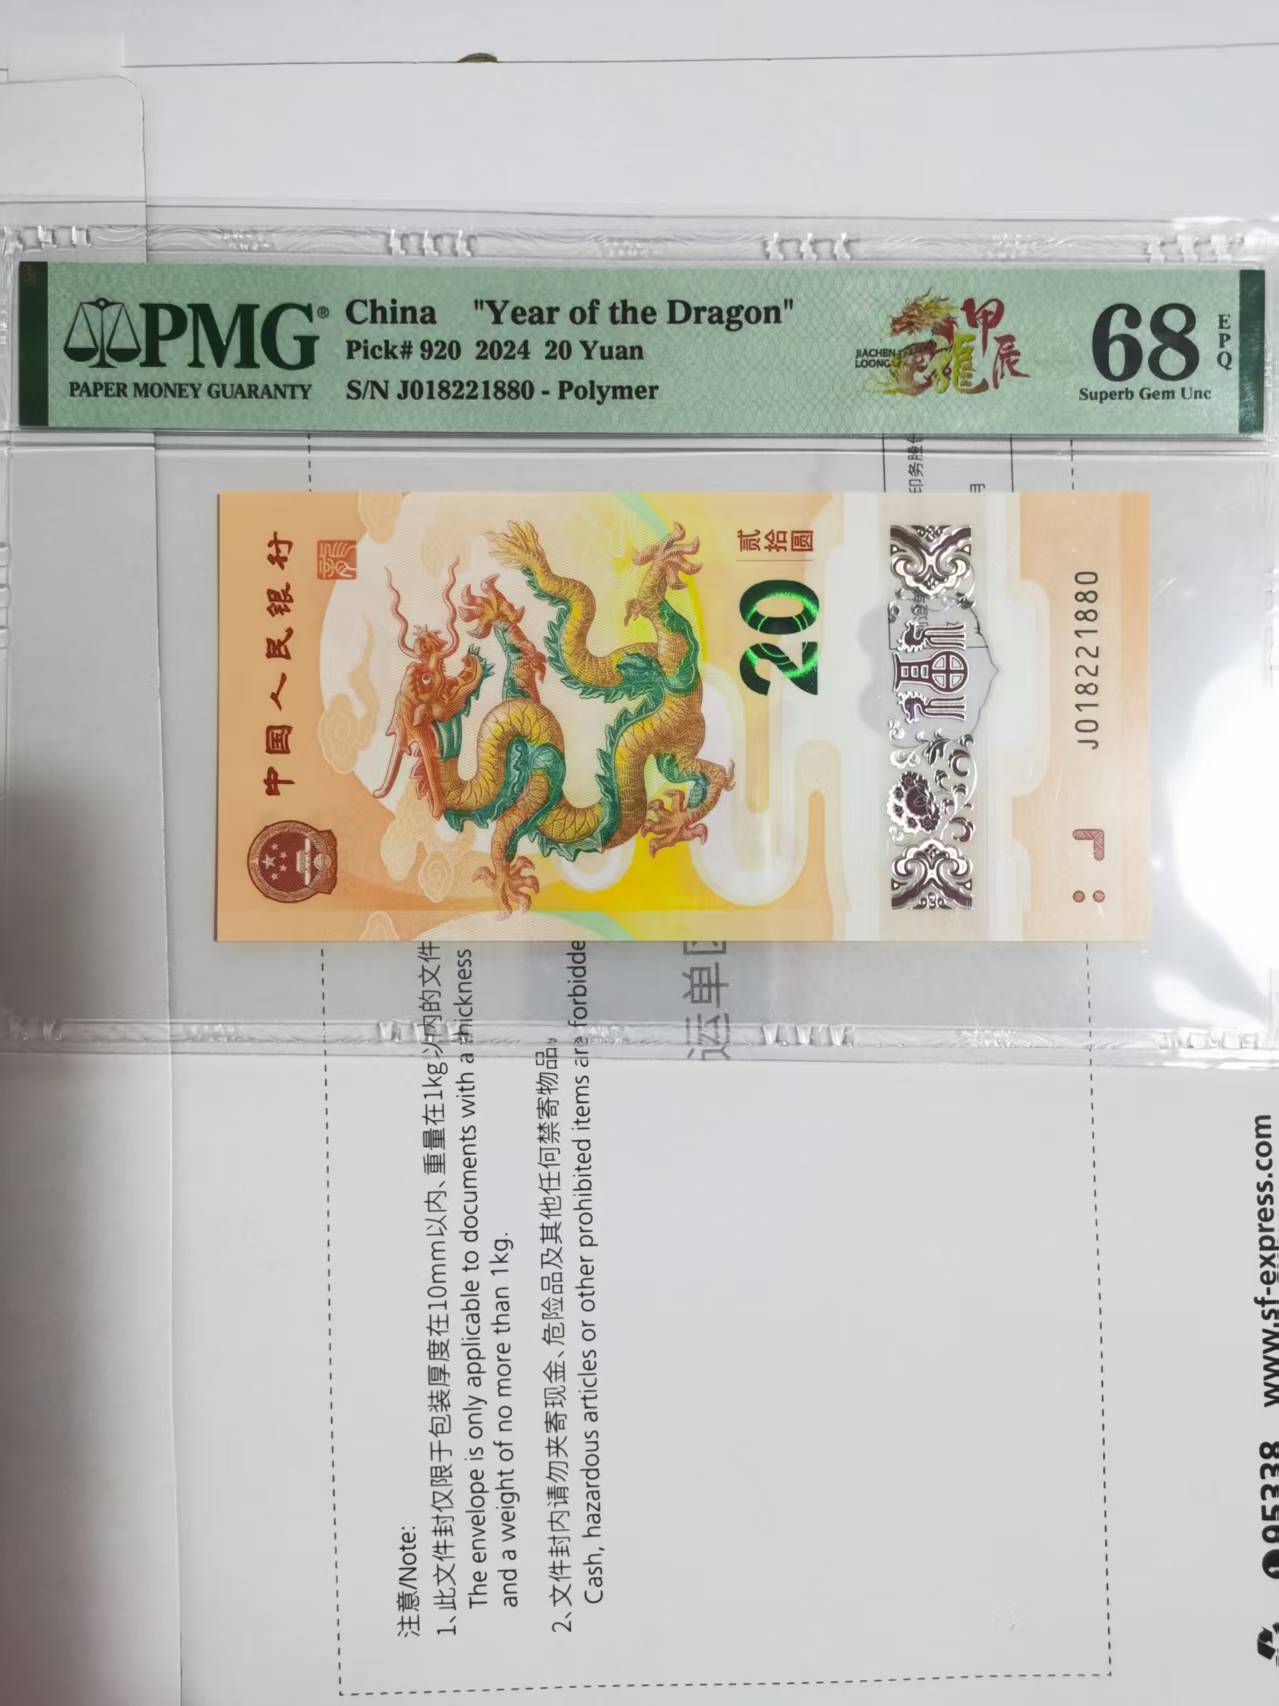 PMG®
PAPER MONEY GUARANTY
China "Year of the Dragon"
Pick# 920 2024 20 Yuan
S/N J018221880 - Polymer
JIACHEN
LOONG
甲辰
68
EPQ
Superb Gem Unc
中国人民银行
贰拾圆
20
J018221880
运单
注意/Note:
1、此文件封仅限于包装厚度在10mm以内、重量在1kg以内的文件
The envelope is only applicable to documents with a thickness
and a weight of no more than 1kg.
2、文件封内请勿夹寄现金、危险品及其他任何禁寄物品。
Cash, hazardous articles or other prohibited items are forbidde
95338 www.sf-express.com